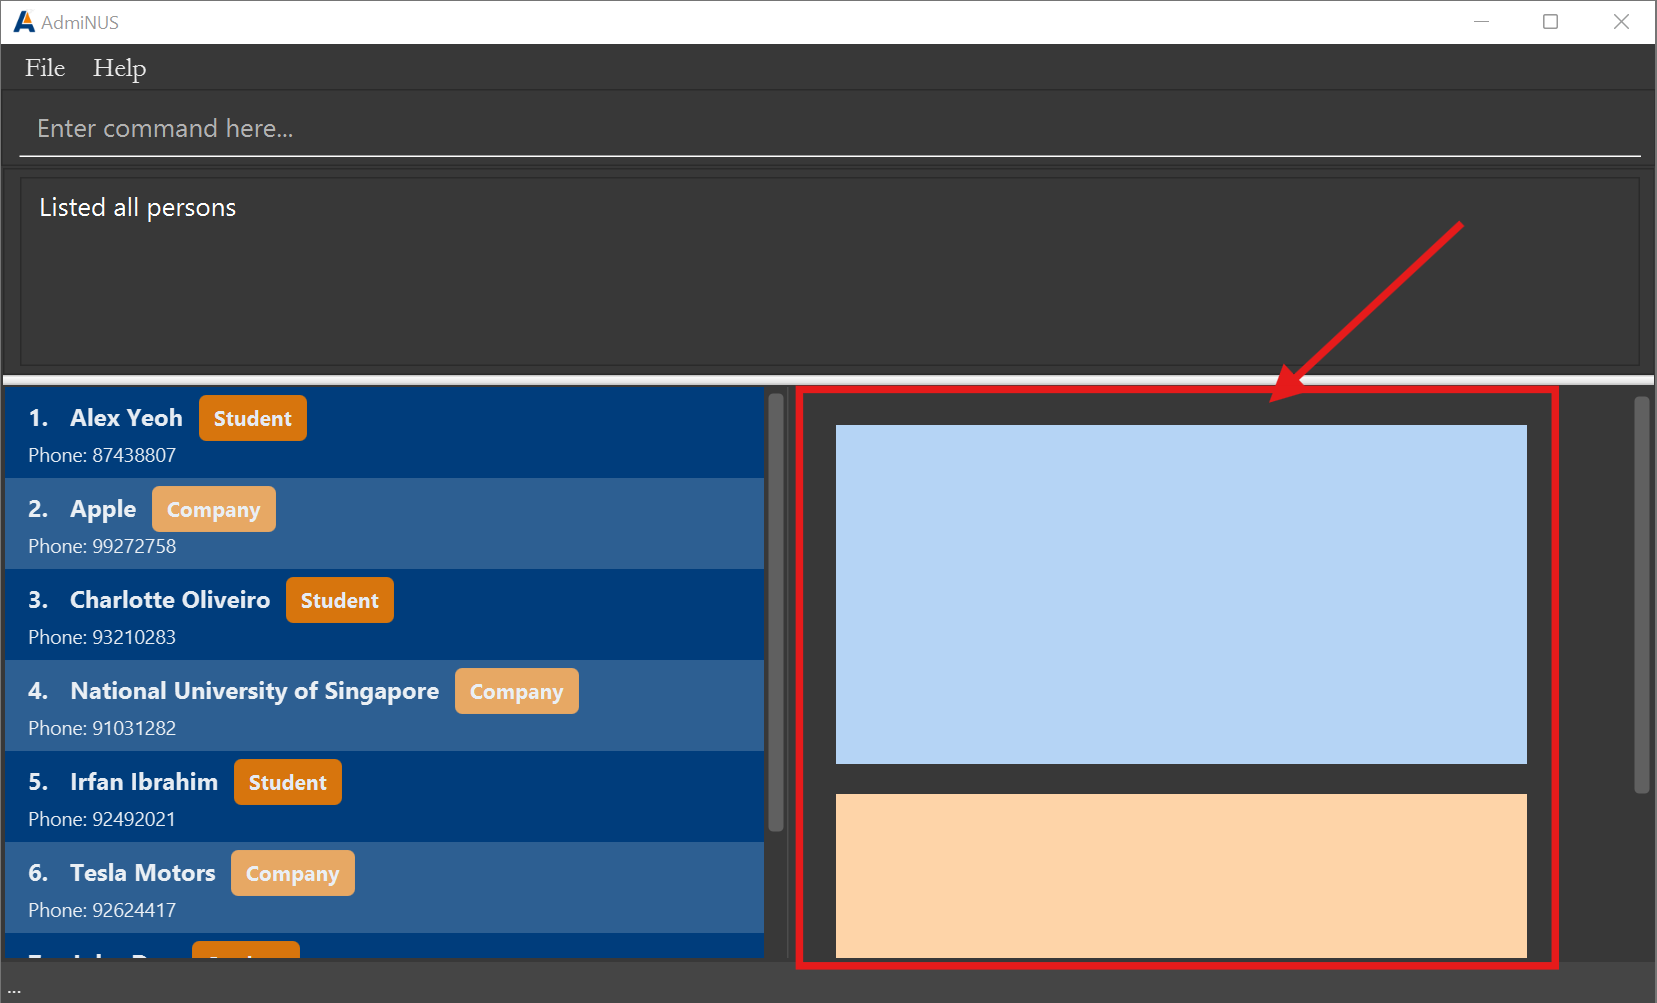 AdmiNUS
File Help
Enter command here...
Listed all persons
1. Alex Yeoh Student
Phone: 87438807
2. Apple Company
Phone: 99272758
3. Charlotte Oliveiro Student
Phone: 93210283
4. National University of Singapore Company
Phone: 91031282
5. Irfan Ibrahim Student
Phone: 92492021
6. Tesla Motors Company
Phone: 92624417
...